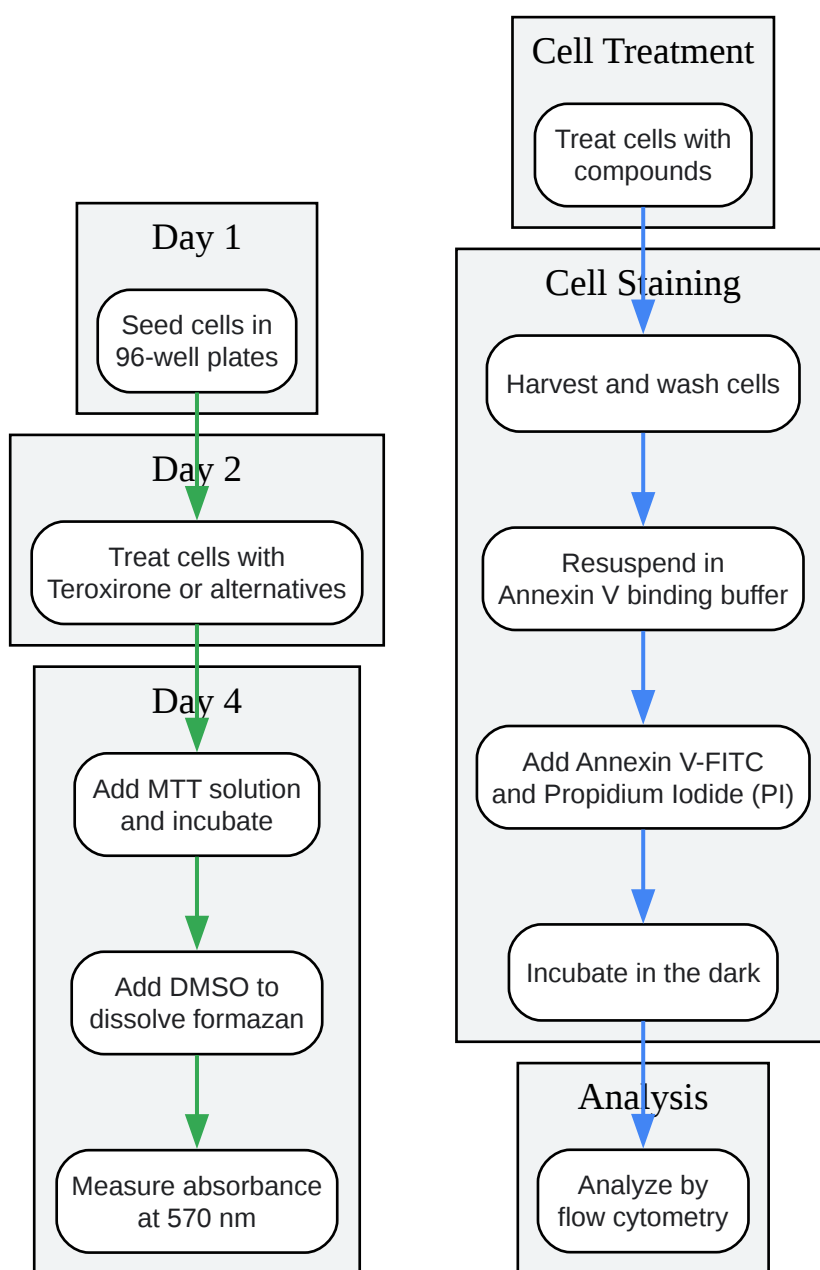 Day 1
Seed cells in
96-well plates
Day 2
Treat cells with
Teroxirone or alternatives
Day 4
Add MTT solution
and incubate
Add DMSO to
dissolve formazan
Measure absorbance
at 570 nm
Cell Treatment
Treat cells with
compounds
Cell Staining
Harvest and wash cells
Resuspend in
Annexin V binding buffer
Add Annexin V-FITC
and Propidium Iodide (PI)
Incubate in the dark
Analysis
Analyze by
flow cytometry